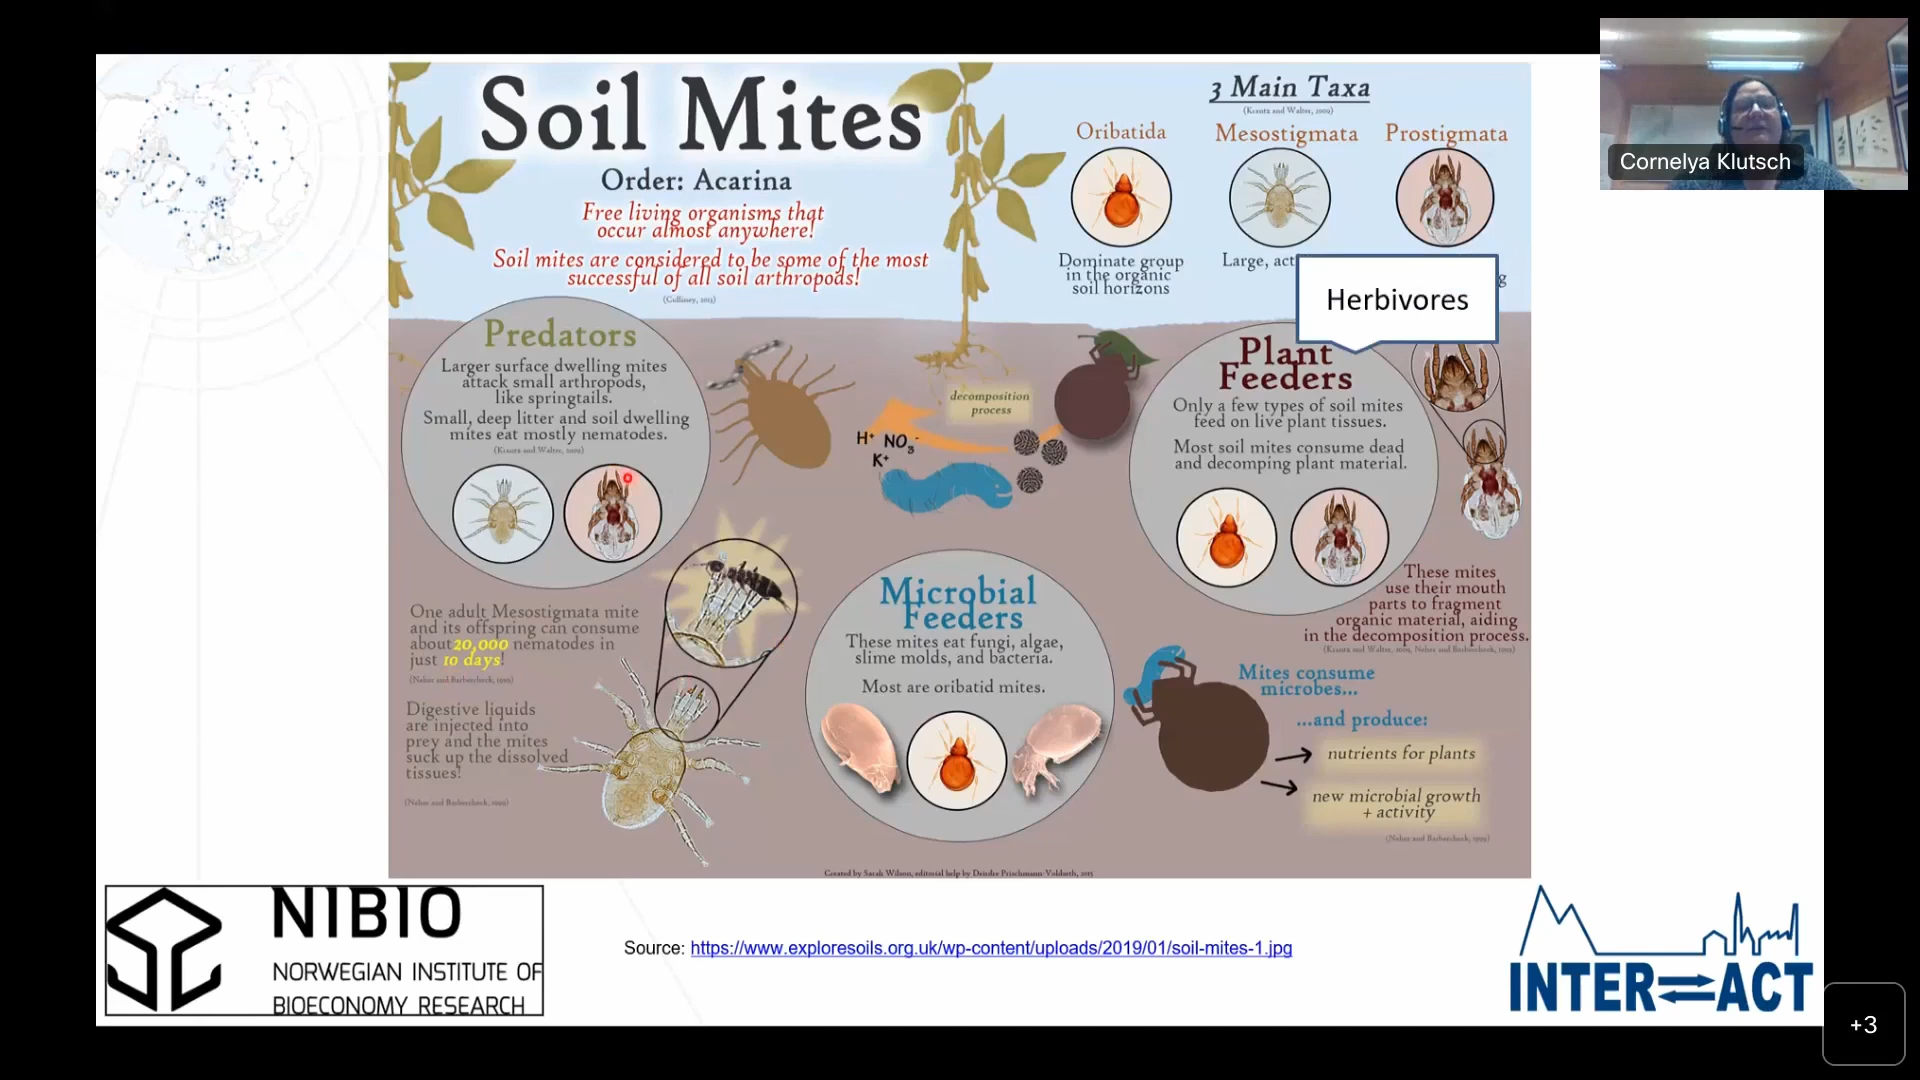 Soil Mites
Order: Acarina
Free living organisms that
occur almost anywhere!
Soil mites are considered to be some of the most
successful of all soil arthropods!
3 Main Taxa
(Krantz and Walter, 2009)
Oribatida
Mesostigmata
Prostigmata
Dominate group
in the organic
soil horizons
Large, act
g
Herbivores
Cornelya Klutsch
Predators
Larger surface dwelling mites
attack small arthropods,
like springtails.
Small, deep litter and soil dwelling
mites eat mostly nematodes.
(Krantz and Walter, 2009)
decomposition
process
H+ NO3-
K+
Plant
Feeders
Only a few types of soil mites
feed on live plant tissues.
Most soil mites consume dead
and decomping plant material.
These mites
use their mouth
parts to fragment
organic material, aiding
in the decomposition process.
One adult Mesostigmata mite
and its offspring can consume
about 20,000 nematodes in
just 10 days!
(Neher and Barbercheck, 1999)
Digestive liquids
are injected into
prey and the mites
suck up the dissolved
tissues!
(Neher and Barbercheck, 1999)
Microbial
Feeders
These mites eat fungi, algae,
slime molds, and bacteria.
Most are oribatid mites.
Mites consume
microbes...
...and produce:
nutrients for plants
new microbial growth
+ activity
(Neher and Barbercheck, 1999)
Created by Sarah Wilson, editorial help by Deirdre Prischmann-Voldseth, 2015
NIBIO
NORWEGIAN INSTITUTE OF
BIOECONOMY RESEARCH
Source: https://www.exploresoils.org.uk/wp-content/uploads/2019/01/soil-mites-1.jpg
INTER⇄ACT
+3